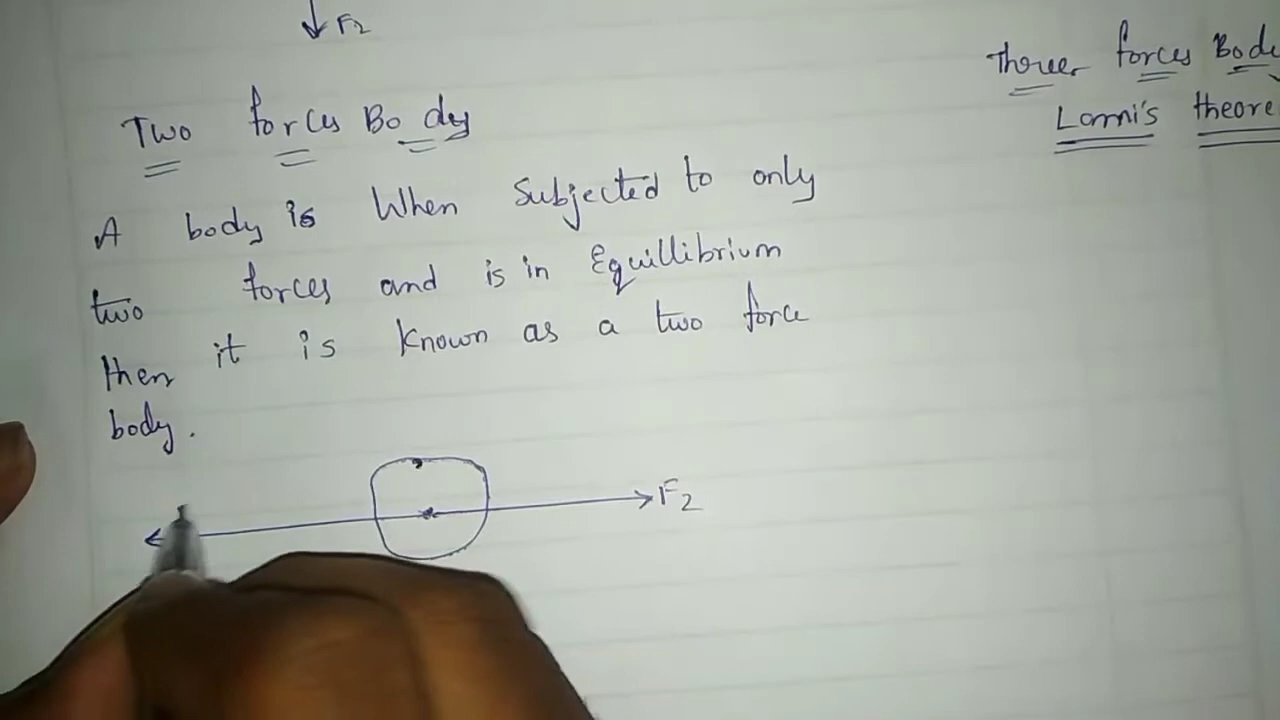 F2
Two forces Body
A body is When Subjected to only
two forces and is in Equillibrium
then it is Known as a two force
body.
F2
Three forces Bod
Lami's theore